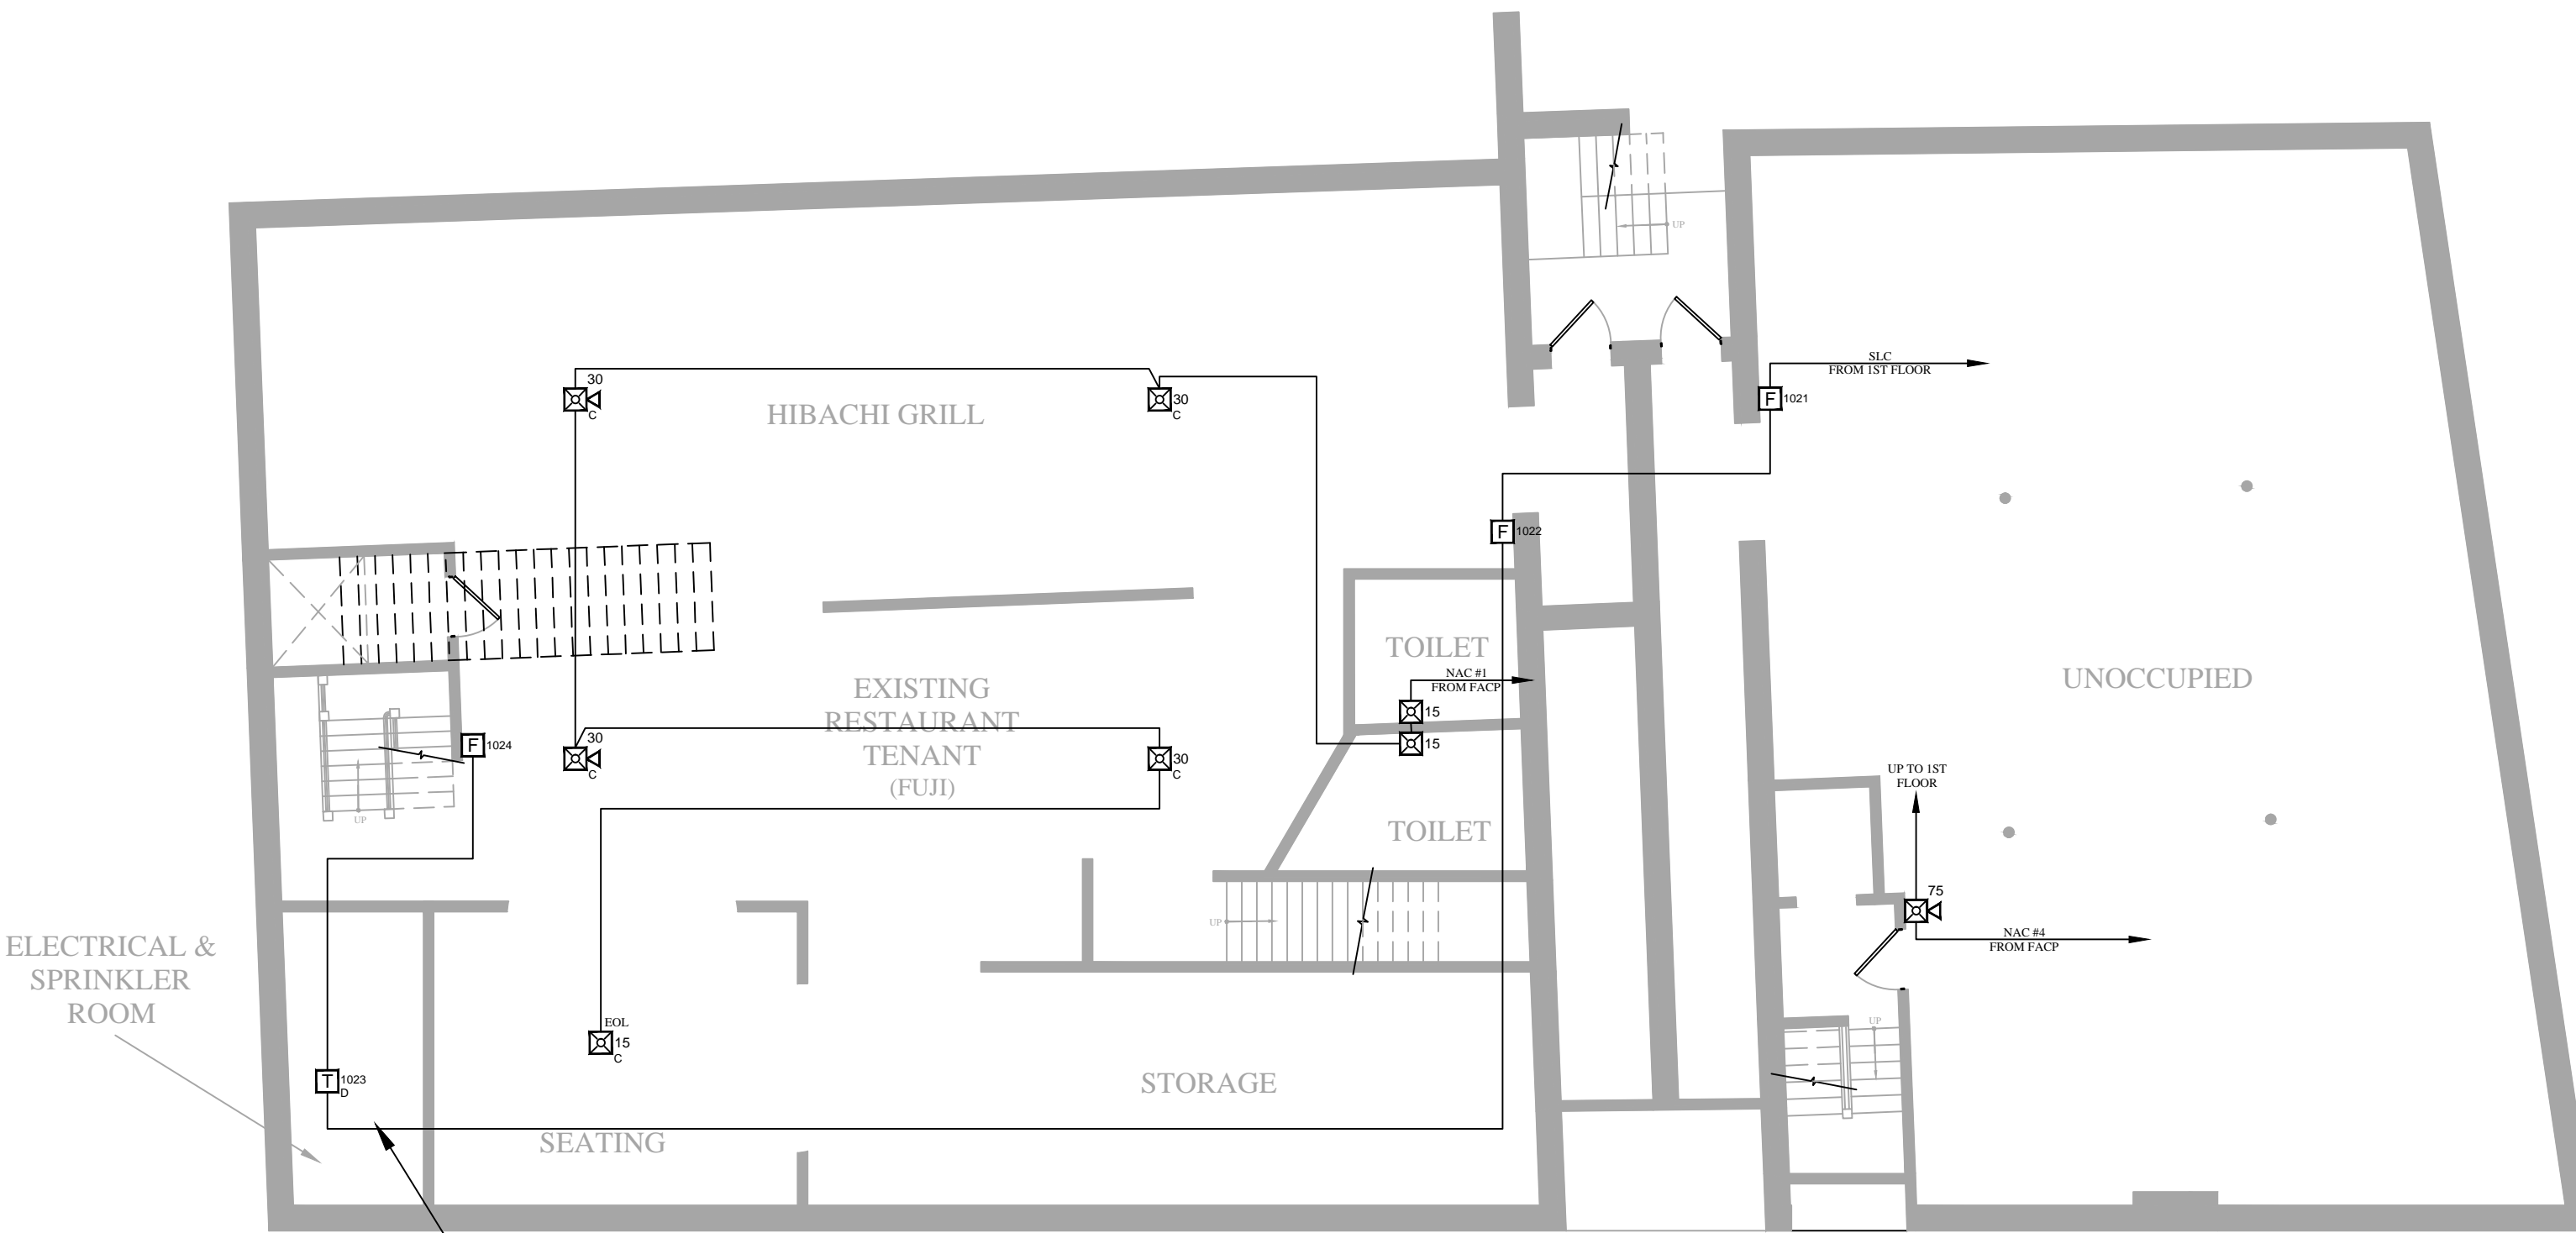 UP
SLC
FROM 1ST FLOOR
30
C
30
C
F 1021
HIBACHI GRILL
F 1022
TOILET
NAC #1
FROM FACP
15
15
EXISTING
RESTAURANT
TENANT
(FUJI)
UNOCCUPIED
F 1024
30
C
30
C
UP
UP TO 1ST
FLOOR
TOILET
75
UP
NAC #4
FROM FACP
ELECTRICAL &
SPRINKLER
ROOM
EOL
15
C
UP
T 1023
D
STORAGE
SEATING